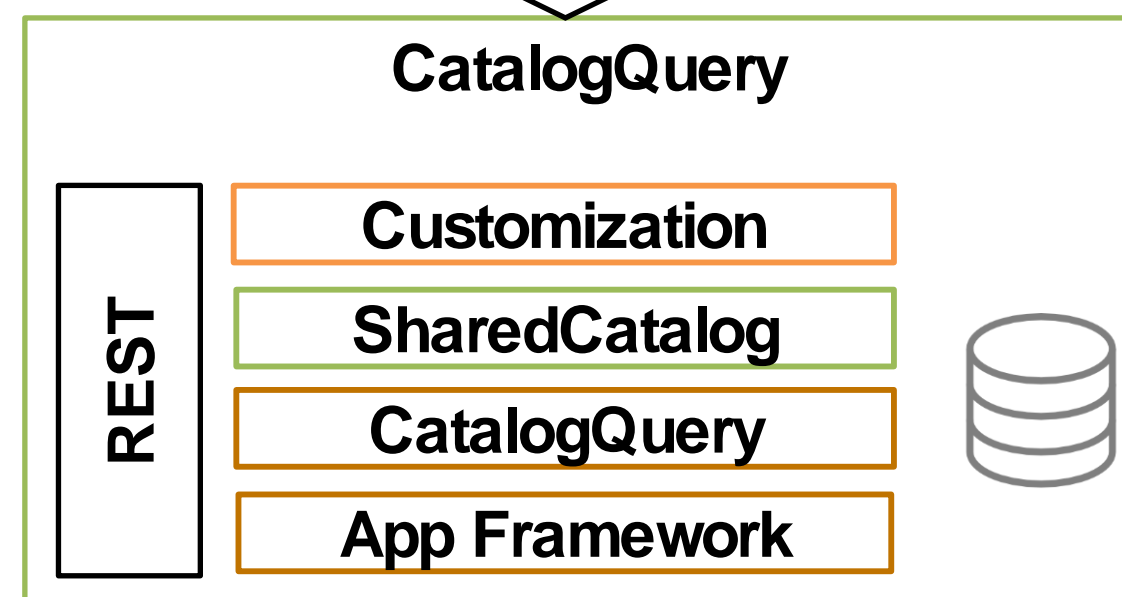 CatalogQuery
REST
Customization
SharedCatalog
CatalogQuery
App Framework